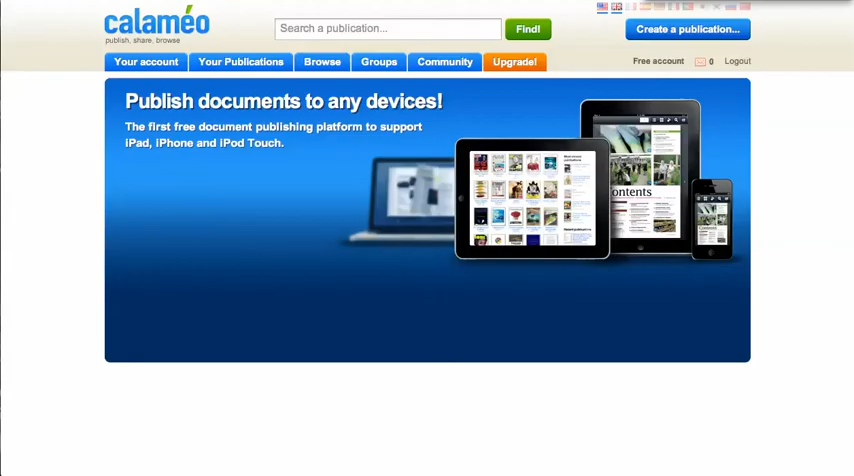 calaméo
publish, share, browse
Search a publication...
Find!
Create a publication...
Your account
Your Publications
Browse
Groups
Community
Upgrade!
Free account
0
Logout
Publish documents to any devices!
The first free document publishing platform to support
iPad, iPhone and iPod Touch.
ontents